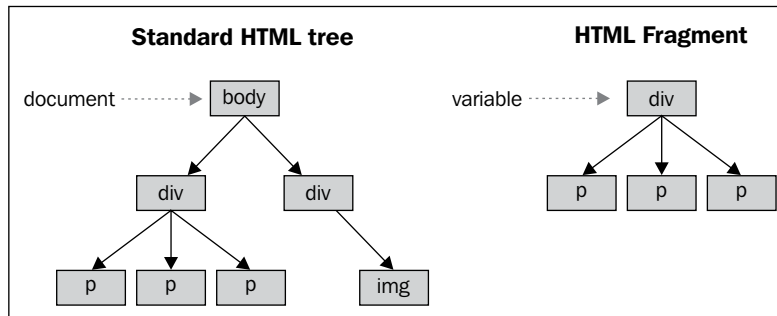 Standard HTML tree
HTML Fragment
document
body
variable
div
div
div
p
p
p
p
p
p
img